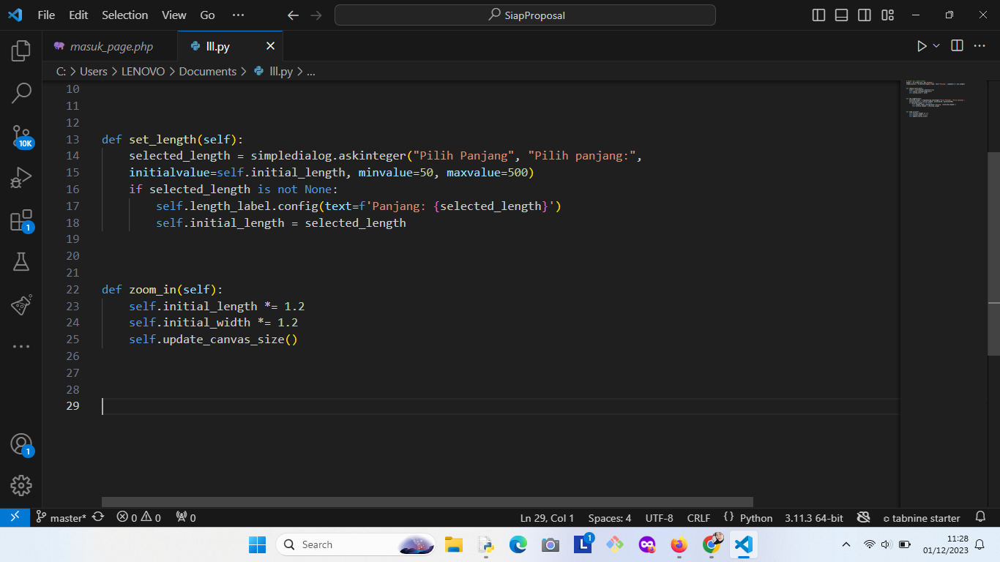 File Edit Selection View Go ··· SiapProposal
masuk_page.php lll.py
C: > Users > LENOVO > Documents > lll.py > ...
10
11
12
13 def set_length(self):
14 selected_length = simpledialog.askinteger("Pilih Panjang", "Pilih panjang:",
15 initialvalue=self.initial_length, minvalue=50, maxvalue=500)
16 if selected_length is not None:
17 self.length_label.config(text=f'Panjang: {selected_length}')
18 self.initial_length = selected_length
19
20
21
22 def zoom_in(self):
23 self.initial_length *= 1.2
24 self.initial_width *= 1.2
25 self.update_canvas_size()
26
27
28
29
10K
1
1
master* 0 0 0 Ln 29, Col 1 Spaces: 4 UTF-8 CRLF {} Python 3.11.3 64-bit tabnine starter
Search L 1 11:28
01/12/2023